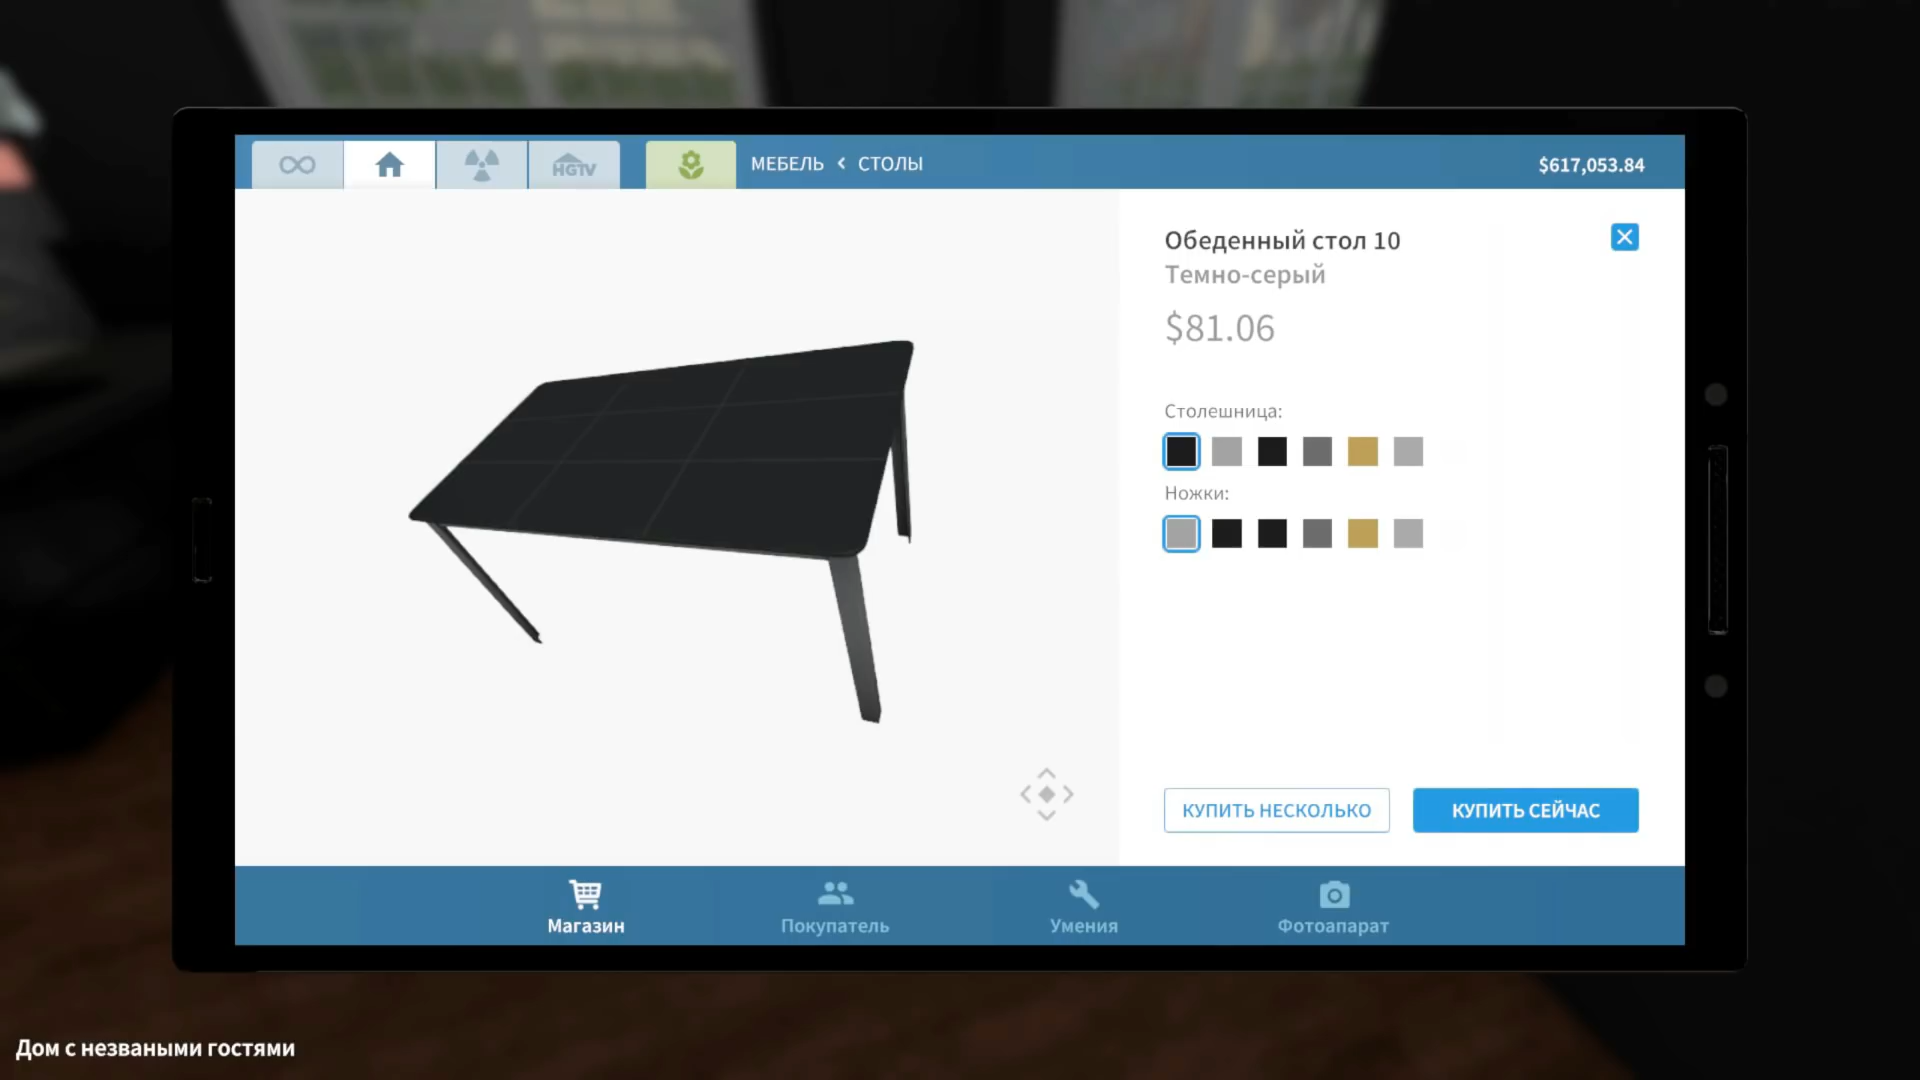 HGTV
МЕБЕЛЬ < СТОЛЫ
$617,053.84
Обеденный стол 10
Темно-серый
$81.06
Столешница:
Ножки:
КУПИТЬ НЕСКОЛЬКО
КУПИТЬ СЕЙЧАС
Магазин
Покупатель
Умения
Фотоапарат
Дом с незваными гостями